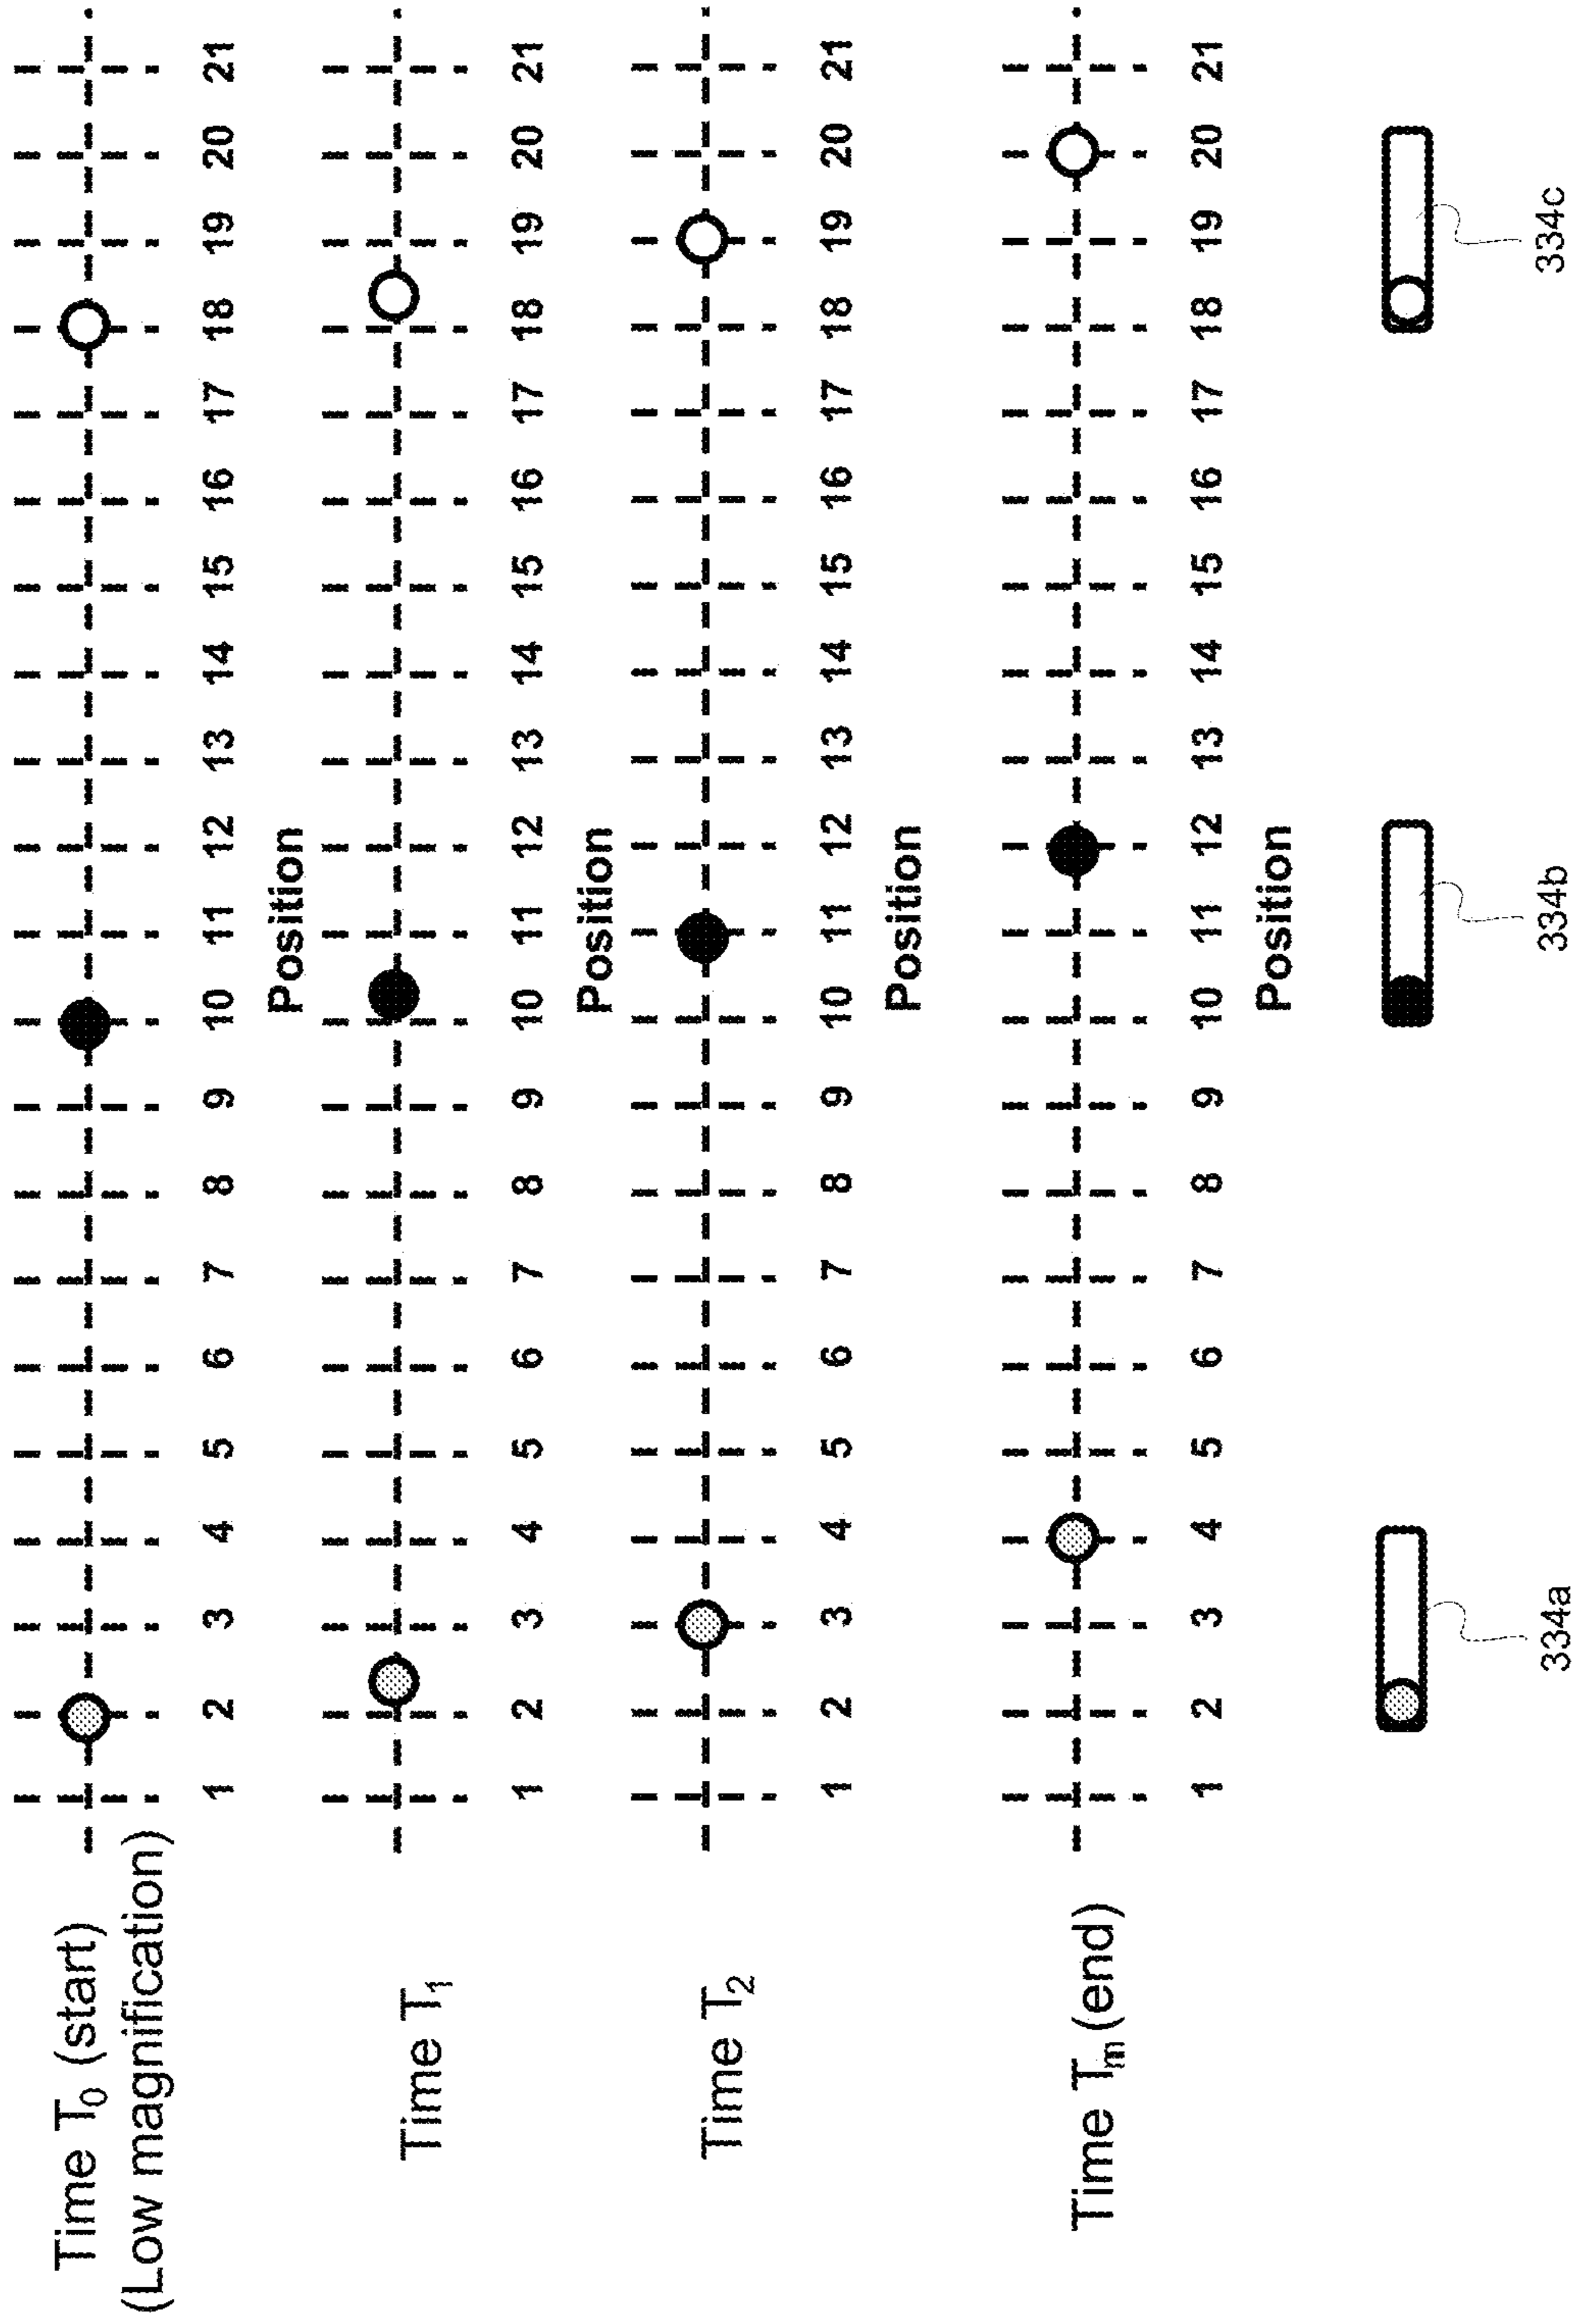 Time T0 (start)
(Low magnification)
1 2 3 4 5 6 7 8 9 10 11 12 13 14 15 16 17 18 19 20 21
Position
Time T1
1 2 3 4 5 6 7 8 9 10 11 12 13 14 15 16 17 18 19 20 21
Position
Time T2
1 2 3 4 5 6 7 8 9 10 11 12 13 14 15 16 17 18 19 20 21
Position
Time Tm (end)
1 2 3 4 5 6 7 8 9 10 11 12 13 14 15 16 17 18 19 20 21
Position
334a 334b 334c